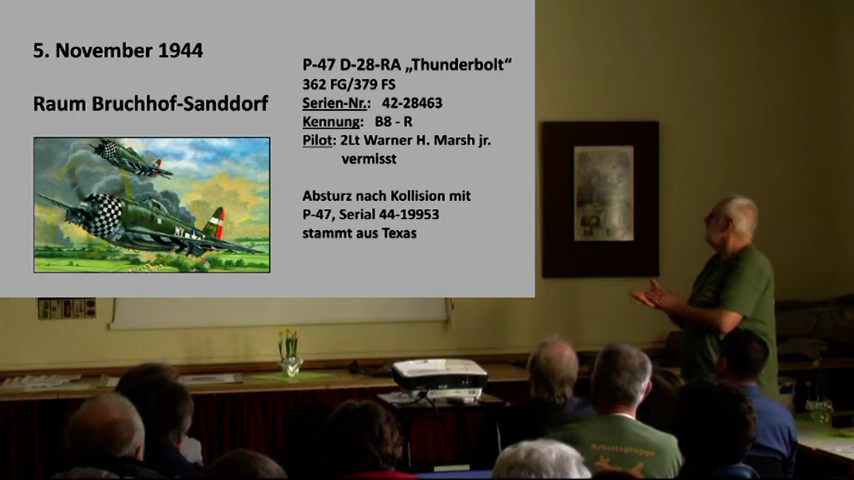 5. November 1944
Raum Bruchhof-Sanddorf
P-47 D-28-RA „Thunderbolt“
362 FG/379 FS
Serien-Nr.: 42-28463
Kennung: B8 - R
Pilot: 2Lt Warner H. Marsh jr.
vermisst
Absturz nach Kollision mit
P-47, Serial 44-19953
stammt aus Texas
Arbeitsgruppe